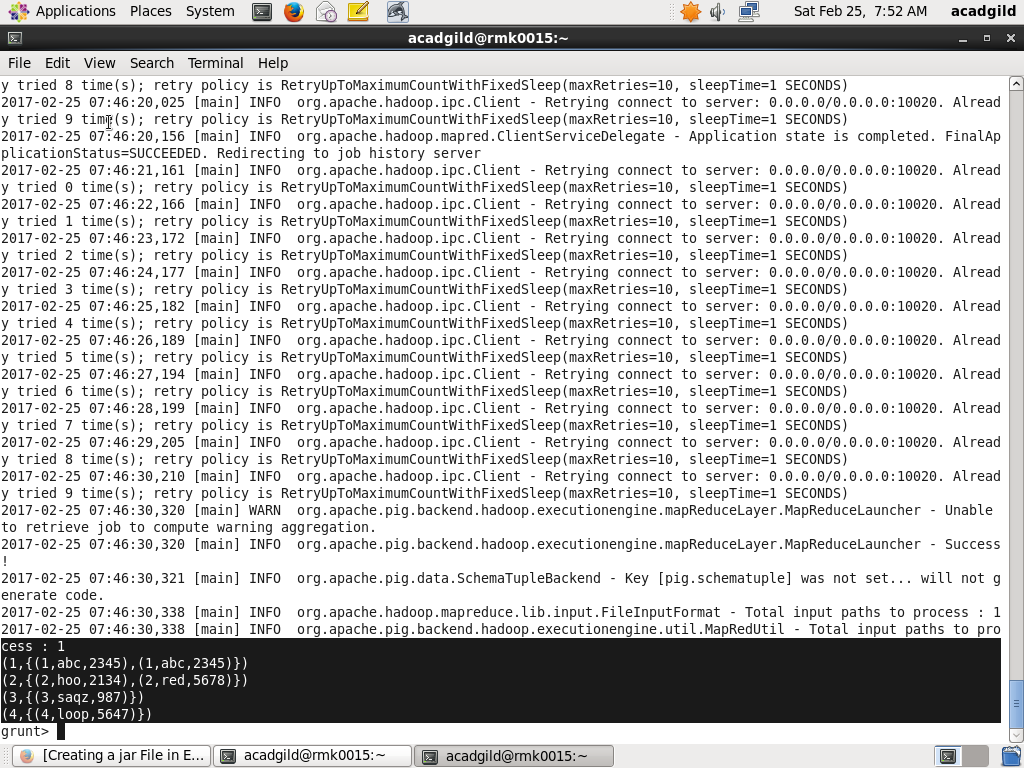 Applications Places System Sat Feb 25, 7:52 AM acadgild
acadgild@rmk0015:~
File Edit View Search Terminal Help
y tried 8 time(s); retry policy is RetryUpToMaximumCountWithFixedSleep(maxRetries=10, sleepTime=1 SECONDS)
2017-02-25 07:46:20,025 [main] INFO  org.apache.hadoop.ipc.Client - Retrying connect to server: 0.0.0.0/0.0.0.0:10020. Alread
y tried 9 time(s); retry policy is RetryUpToMaximumCountWithFixedSleep(maxRetries=10, sleepTime=1 SECONDS)
2017-02-25 07:46:20,156 [main] INFO  org.apache.hadoop.mapred.ClientServiceDelegate - Application state is completed. FinalAp
plicationStatus=SUCCEEDED. Redirecting to job history server
2017-02-25 07:46:21,161 [main] INFO  org.apache.hadoop.ipc.Client - Retrying connect to server: 0.0.0.0/0.0.0.0:10020. Alread
y tried 0 time(s); retry policy is RetryUpToMaximumCountWithFixedSleep(maxRetries=10, sleepTime=1 SECONDS)
2017-02-25 07:46:22,166 [main] INFO  org.apache.hadoop.ipc.Client - Retrying connect to server: 0.0.0.0/0.0.0.0:10020. Alread
y tried 1 time(s); retry policy is RetryUpToMaximumCountWithFixedSleep(maxRetries=10, sleepTime=1 SECONDS)
2017-02-25 07:46:23,172 [main] INFO  org.apache.hadoop.ipc.Client - Retrying connect to server: 0.0.0.0/0.0.0.0:10020. Alread
y tried 2 time(s); retry policy is RetryUpToMaximumCountWithFixedSleep(maxRetries=10, sleepTime=1 SECONDS)
2017-02-25 07:46:24,177 [main] INFO  org.apache.hadoop.ipc.Client - Retrying connect to server: 0.0.0.0/0.0.0.0:10020. Alread
y tried 3 time(s); retry policy is RetryUpToMaximumCountWithFixedSleep(maxRetries=10, sleepTime=1 SECONDS)
2017-02-25 07:46:25,182 [main] INFO  org.apache.hadoop.ipc.Client - Retrying connect to server: 0.0.0.0/0.0.0.0:10020. Alread
y tried 4 time(s); retry policy is RetryUpToMaximumCountWithFixedSleep(maxRetries=10, sleepTime=1 SECONDS)
2017-02-25 07:46:26,189 [main] INFO  org.apache.hadoop.ipc.Client - Retrying connect to server: 0.0.0.0/0.0.0.0:10020. Alread
y tried 5 time(s); retry policy is RetryUpToMaximumCountWithFixedSleep(maxRetries=10, sleepTime=1 SECONDS)
2017-02-25 07:46:27,194 [main] INFO  org.apache.hadoop.ipc.Client - Retrying connect to server: 0.0.0.0/0.0.0.0:10020. Alread
y tried 6 time(s); retry policy is RetryUpToMaximumCountWithFixedSleep(maxRetries=10, sleepTime=1 SECONDS)
2017-02-25 07:46:28,199 [main] INFO  org.apache.hadoop.ipc.Client - Retrying connect to server: 0.0.0.0/0.0.0.0:10020. Alread
y tried 7 time(s); retry policy is RetryUpToMaximumCountWithFixedSleep(maxRetries=10, sleepTime=1 SECONDS)
2017-02-25 07:46:29,205 [main] INFO  org.apache.hadoop.ipc.Client - Retrying connect to server: 0.0.0.0/0.0.0.0:10020. Alread
y tried 8 time(s); retry policy is RetryUpToMaximumCountWithFixedSleep(maxRetries=10, sleepTime=1 SECONDS)
2017-02-25 07:46:30,210 [main] INFO  org.apache.hadoop.ipc.Client - Retrying connect to server: 0.0.0.0/0.0.0.0:10020. Alread
y tried 9 time(s); retry policy is RetryUpToMaximumCountWithFixedSleep(maxRetries=10, sleepTime=1 SECONDS)
2017-02-25 07:46:30,320 [main] WARN  org.apache.pig.backend.hadoop.executionengine.mapReduceLayer.MapReduceLauncher - Unable
to retrieve job to compute warning aggregation.
2017-02-25 07:46:30,320 [main] INFO  org.apache.pig.backend.hadoop.executionengine.mapReduceLayer.MapReduceLauncher - Success
!
2017-02-25 07:46:30,321 [main] INFO  org.apache.pig.data.SchemaTupleBackend - Key [pig.schematuple] was not set... will not g
enerate code.
2017-02-25 07:46:30,338 [main] INFO  org.apache.hadoop.mapreduce.lib.input.FileInputFormat - Total input paths to process : 1
2017-02-25 07:46:30,338 [main] INFO  org.apache.pig.backend.hadoop.executionengine.util.MapRedUtil - Total input paths to pro
cess : 1
(1,{(1,abc,2345),(1,abc,2345)})
(2,{(2,hoo,2134),(2,red,5678)})
(3,{(3,saqz,987)})
(4,{(4,loop,5647)})
grunt>
[Creating a jar File in E... acadgild@rmk0015:~ acadgild@rmk0015:~